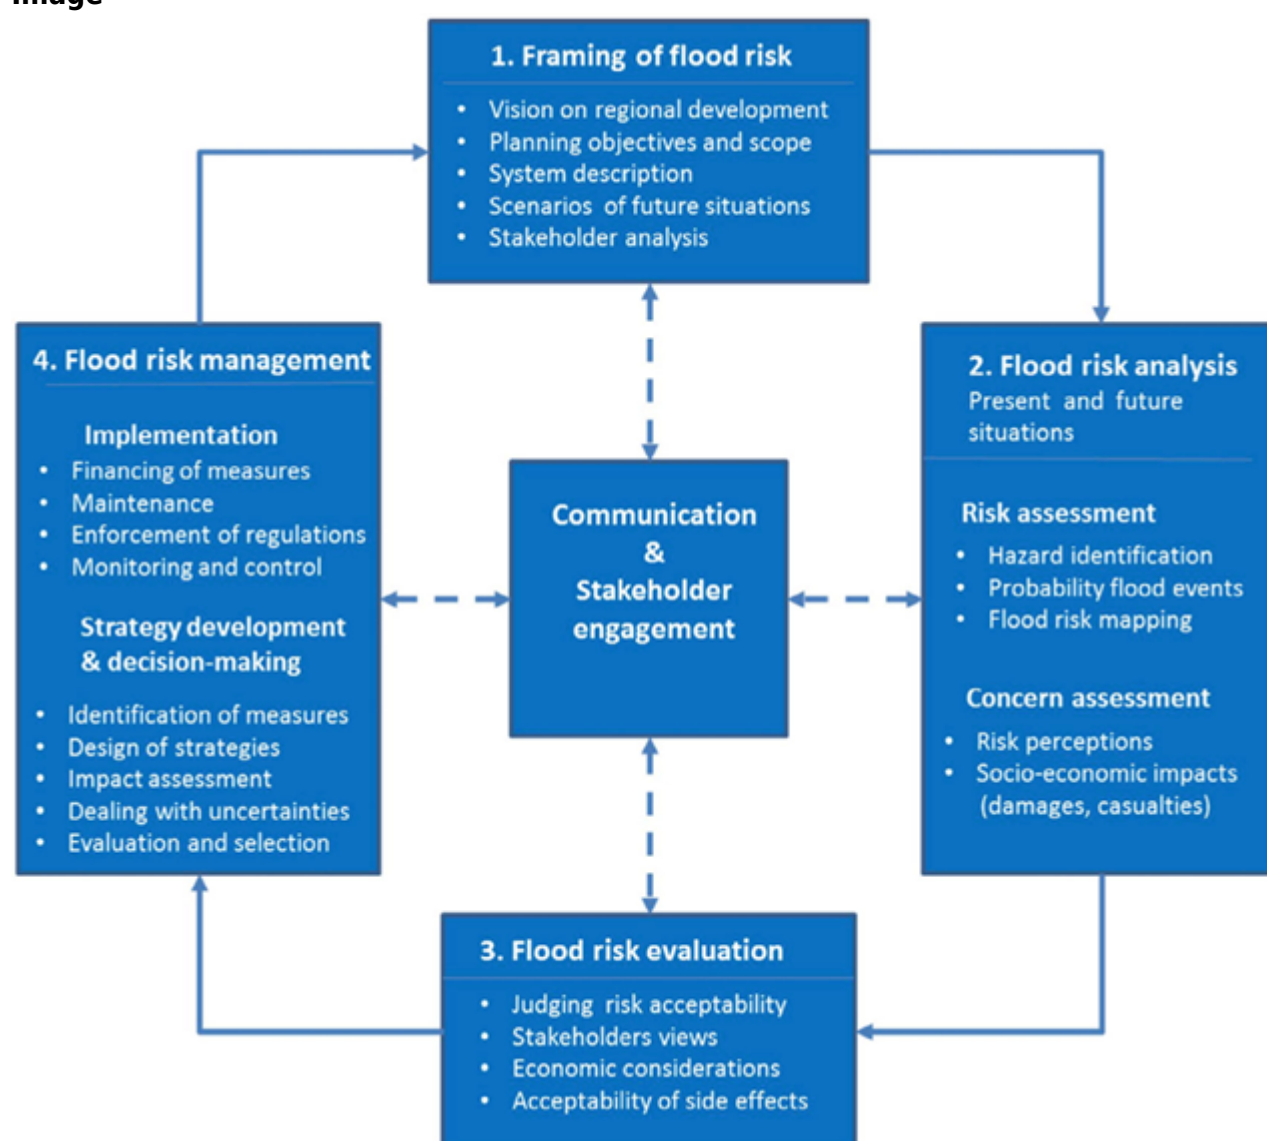 image
1. Framing of flood risk
• Vision on regional development
• Planning objectives and scope
• System description
• Scenarios of future situations
• Stakeholder analysis
4. Flood risk management
Implementation
• Financing of measures
• Maintenance
• Enforcement of regulations
• Monitoring and control
Strategy development
& decision-making
• Identification of measures
• Design of strategies
• Impact assessment
• Dealing with uncertainties
• Evaluation and selection
Communication
&
Stakeholder
engagement
2. Flood risk analysis
Present and future
situations
Risk assessment
• Hazard identification
• Probability flood events
• Flood risk mapping
Concern assessment
• Risk perceptions
• Socio-economic impacts
(damages, casualties)
3. Flood risk evaluation
• Judging risk acceptability
• Stakeholders views
• Economic considerations
• Acceptability of side effects